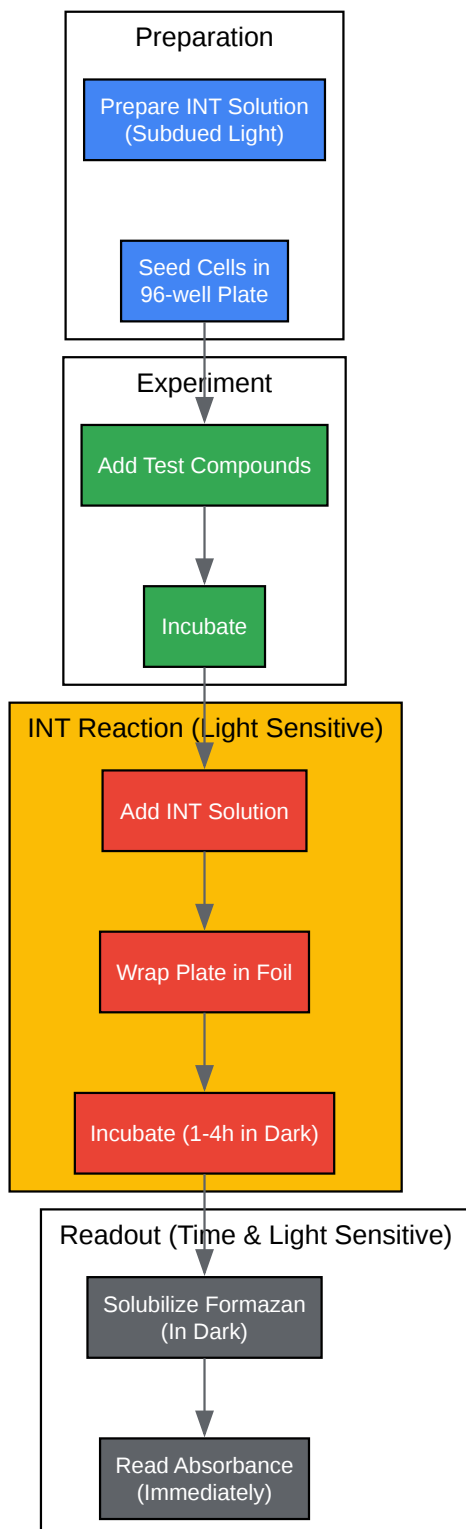 Preparation
Prepare INT Solution
(Subdued Light)
Seed Cells in
96-well Plate
Experiment
Add Test Compounds
Incubate
INT Reaction (Light Sensitive)
Add INT Solution
Wrap Plate in Foil
Incubate (1-4h in Dark)
Readout (Time & Light Sensitive)
Solubilize Formazan
(In Dark)
Read Absorbance
(Immediately)